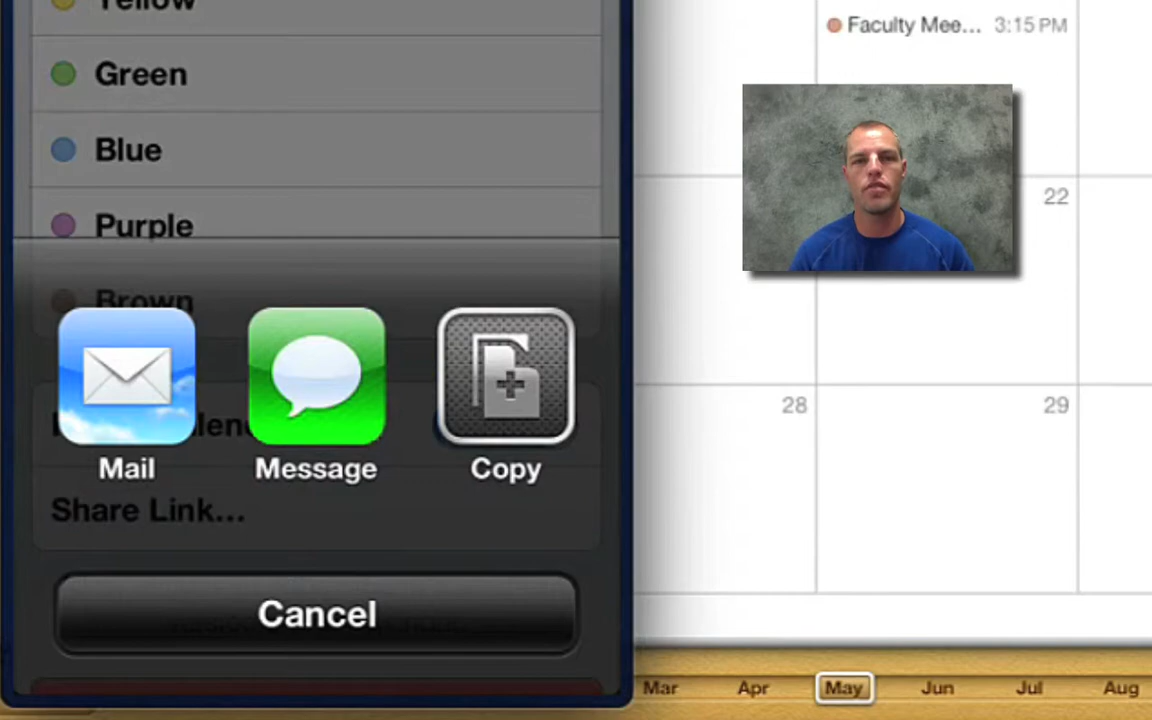 Yellow
Green
Blue
Purple
Brown
Mail
Message
Copy
Share Link...
Cancel
Faculty Mee... 3:15 PM
22
28
29
Mar Apr May Jun Jul Aug